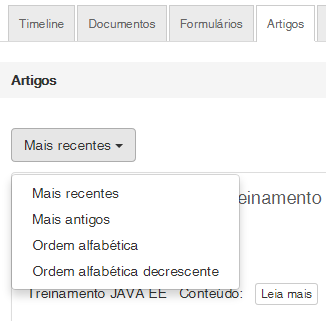 Timeline Documentos Formulários Artigos
Artigos
Mais recentes
Mais recentes
Mais antigos
Ordem alfabética
Ordem alfabética decrescente
Treinamento JAVA EE Conteúdo: Leia mais